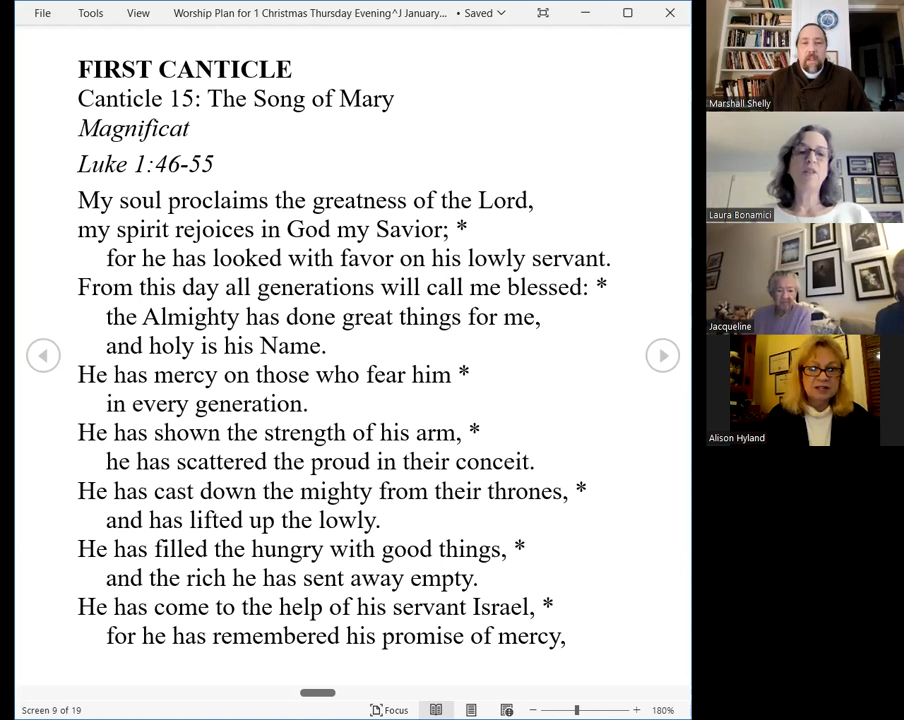 File Tools View Worship Plan for 1 Christmas Thursday Evening^J January... • Saved
FIRST CANTICLE
Canticle 15: The Song of Mary
Magnificat
Luke 1:46-55
My soul proclaims the greatness of the Lord,
my spirit rejoices in God my Savior; *
for he has looked with favor on his lowly servant.
From this day all generations will call me blessed: *
the Almighty has done great things for me,
and holy is his Name.
He has mercy on those who fear him *
in every generation.
He has shown the strength of his arm, *
he has scattered the proud in their conceit.
He has cast down the mighty from their thrones, *
and has lifted up the lowly.
He has filled the hungry with good things, *
and the rich he has sent away empty.
He has come to the help of his servant Israel, *
for he has remembered his promise of mercy,
Screen 9 of 19 Focus 180%
Marshall Shelly
Laura Bonamici
Jacqueline
Alison Hyland